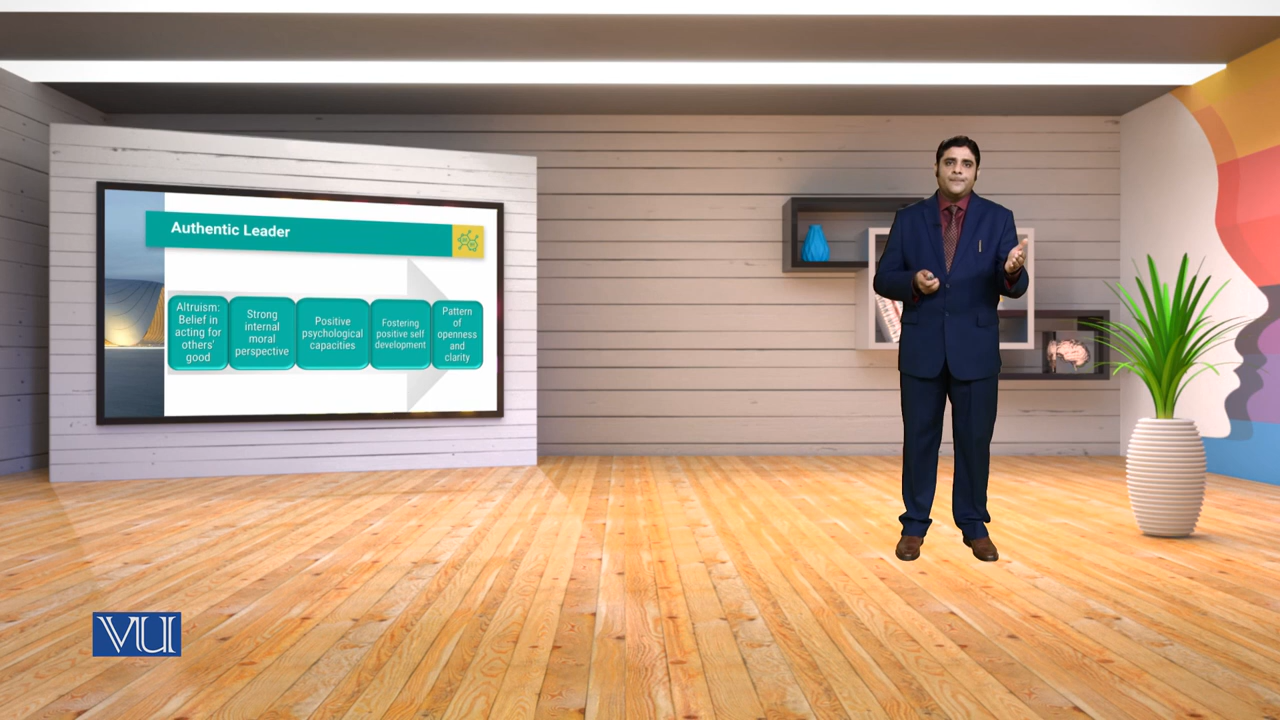 Authentic Leader
Altruism:
Belief in
acting for
others'
good
Strong
internal
moral
perspective
Positive
psychological
capacities
Fostering
positive self
development
Pattern
of
openness
and
clarity
VU